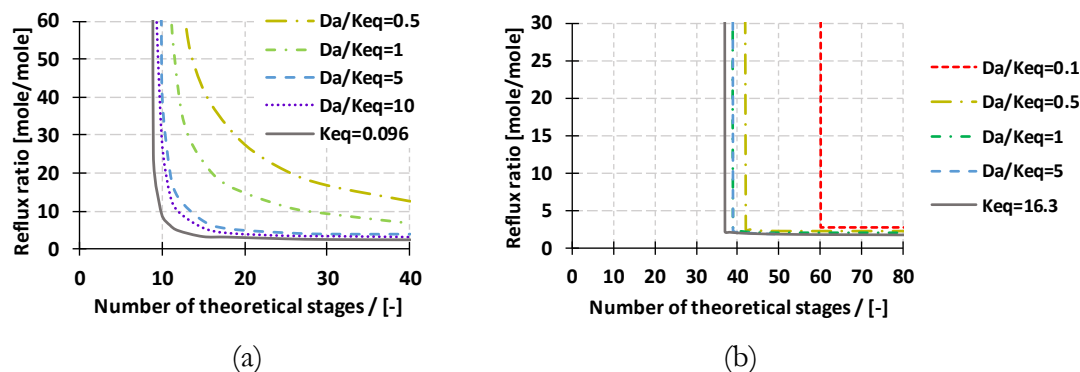 Reflux ratio [mole/mole]
60
50
40
30
20
10
0
0 10 20 30 40
Number of theoretical stages / [-]
Da/Keq=0.5
Da/Keq=1
Da/Keq=5
Da/Keq=10
Keq=0.096
(a)
Reflux ratio [mole/mole]
30
25
20
15
10
5
0
0 10 20 30 40 50 60 70 80
Number of theoretical stages / [-]
Da/Keq=0.1
Da/Keq=0.5
Da/Keq=1
Da/Keq=5
Keq=16.3
(b)